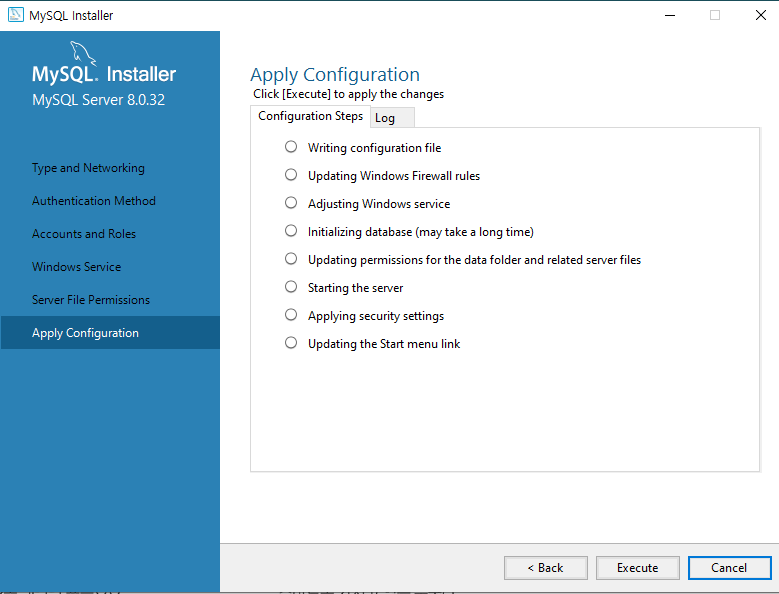 MySQL Installer
MySQL. Installer
MySQL Server 8.0.32
Type and Networking
Authentication Method
Accounts and Roles
Windows Service
Server File Permissions
Apply Configuration
Apply Configuration
Click [Execute] to apply the changes
Configuration Steps Log
Writing configuration file
Updating Windows Firewall rules
Adjusting Windows service
Initializing database (may take a long time)
Updating permissions for the data folder and related server files
Starting the server
Applying security settings
Updating the Start menu link
< Back Execute Cancel